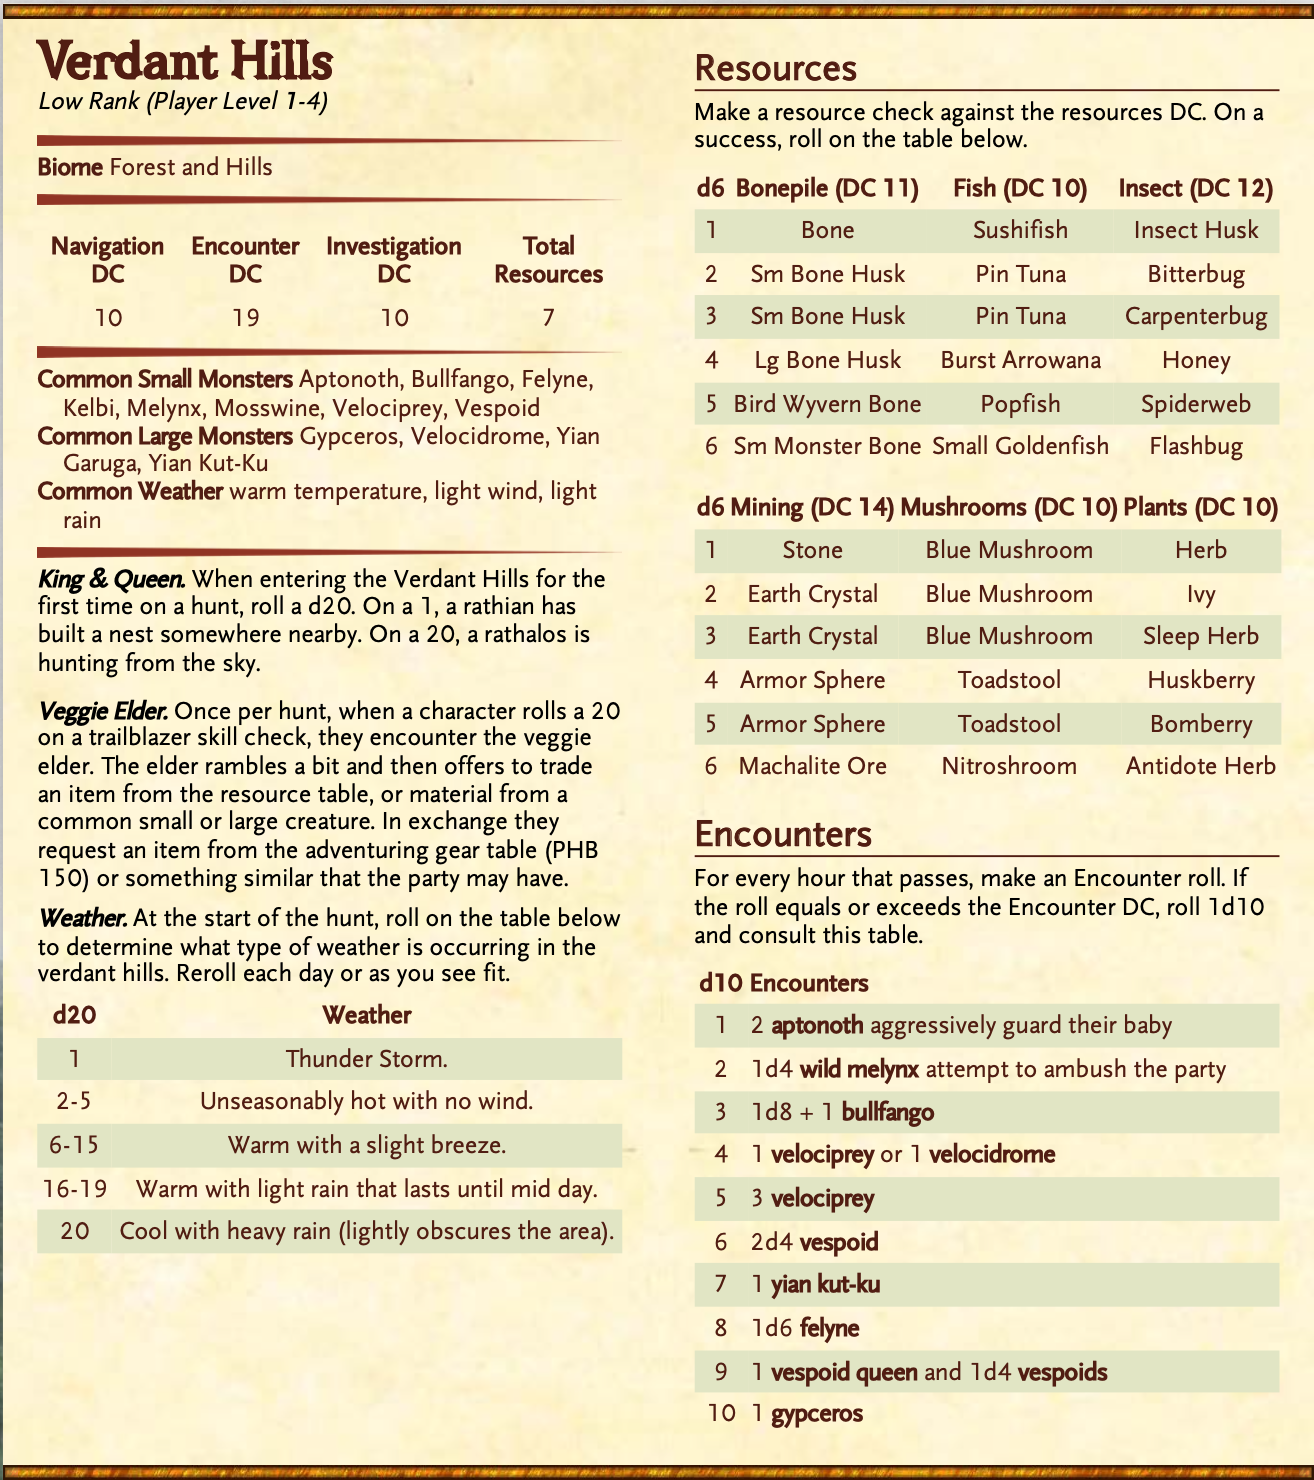 Verdant Hills
Low Rank (Player Level 1-4)
Biome Forest and Hills
Navigation DC Encounter DC Investigation DC Total Resources
10 19 10 7
Common Small Monsters Aptonoth, Bullfango, Felyne,
Kelbi, Melynx, Mosswine, Velociprey, Vespoid
Common Large Monsters Gypceros, Velocidrome, Yian
Garuga, Yian Kut-Ku
Common Weather warm temperature, light wind, light
rain
King & Queen. When entering the Verdant Hills for the
first time on a hunt, roll a d20. On a 1, a rathian has
built a nest somewhere nearby. On a 20, a rathalos is
hunting from the sky.
Veggie Elder. Once per hunt, when a character rolls a 20
on a trailblazer skill check, they encounter the veggie
elder. The elder rambles a bit and then offers to trade
an item from the resource table, or material from a
common small or large creature. In exchange they
request an item from the adventuring gear table (PHB
150) or something similar that the party may have.
Weather. At the start of the hunt, roll on the table below
to determine what type of weather is occurring in the
verdant hills. Reroll each day or as you see fit.
d20 Weather
1 Thunder Storm.
2-5 Unseasonably hot with no wind.
6-15 Warm with a slight breeze.
16-19 Warm with light rain that lasts until mid day.
20 Cool with heavy rain (lightly obscures the area).
Resources
Make a resource check against the resources DC. On a
success, roll on the table below.
d6 Bonepile (DC 11) Fish (DC 10) Insect (DC 12)
1 Bone Sushifish Insect Husk
2 Sm Bone Husk Pin Tuna Bitterbug
3 Sm Bone Husk Pin Tuna Carpenterbug
4 Lg Bone Husk Burst Arrowana Honey
5 Bird Wyvern Bone Popfish Spiderweb
6 Sm Monster Bone Small Goldenfish Flashbug
d6 Mining (DC 14) Mushrooms (DC 10) Plants (DC 10)
1 Stone Blue Mushroom Herb
2 Earth Crystal Blue Mushroom Ivy
3 Earth Crystal Blue Mushroom Sleep Herb
4 Armor Sphere Toadstool Huskberry
5 Armor Sphere Toadstool Bomberry
6 Machalite Ore Nitroshroom Antidote Herb
Encounters
For every hour that passes, make an Encounter roll. If
the roll equals or exceeds the Encounter DC, roll 1d10
and consult this table.
d10 Encounters
1 2 aptonoth aggressively guard their baby
2 1d4 wild melynx attempt to ambush the party
3 1d8 + 1 bullfango
4 1 velociprey or 1 velocidrome
5 3 velociprey
6 2d4 vespoid
7 1 yian kut-ku
8 1d6 felyne
9 1 vespoid queen and 1d4 vespoids
10 1 gypceros